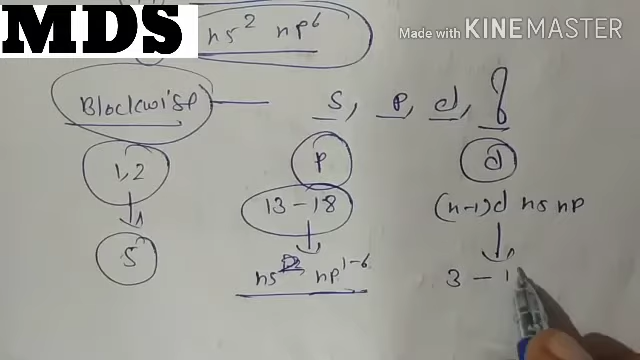 MDS
Made with KINEMASTER
ns² np⁶
Blockwise
s, p, d, f
1,2
p
d
13 - 18
(n-1)d ns np
s
ns² np¹⁻⁶
3 - 1